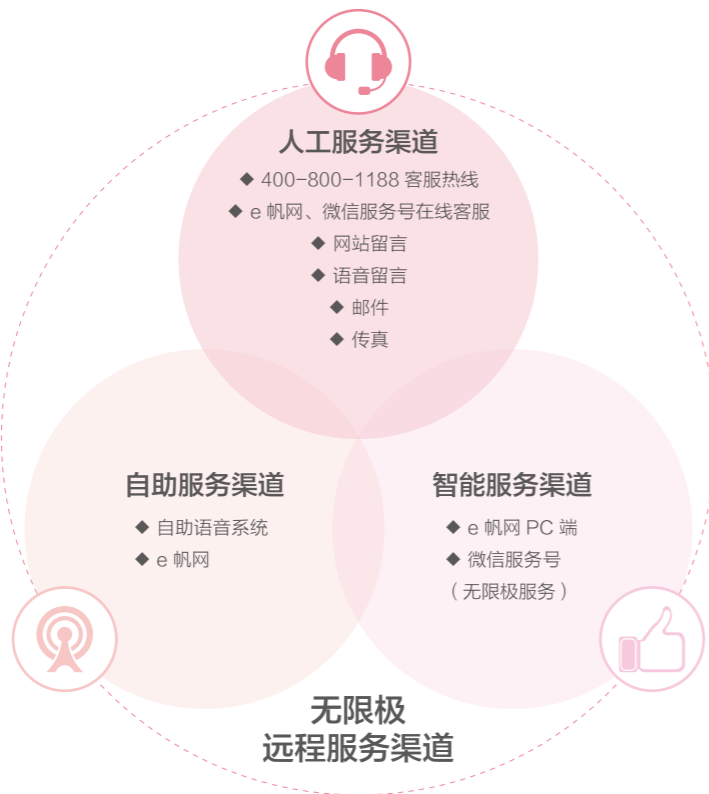 人工服务渠道
◆ 400-800-1188 客服热线
◆ e 帆网、微信服务号在线客服
◆ 网站留言
◆ 语音留言
◆ 邮件
◆ 传真
自助服务渠道
◆ 自助语音系统
◆ e 帆网
智能服务渠道
◆ e 帆网 PC 端
◆ 微信服务号
（无限极服务）
无限极
远程服务渠道